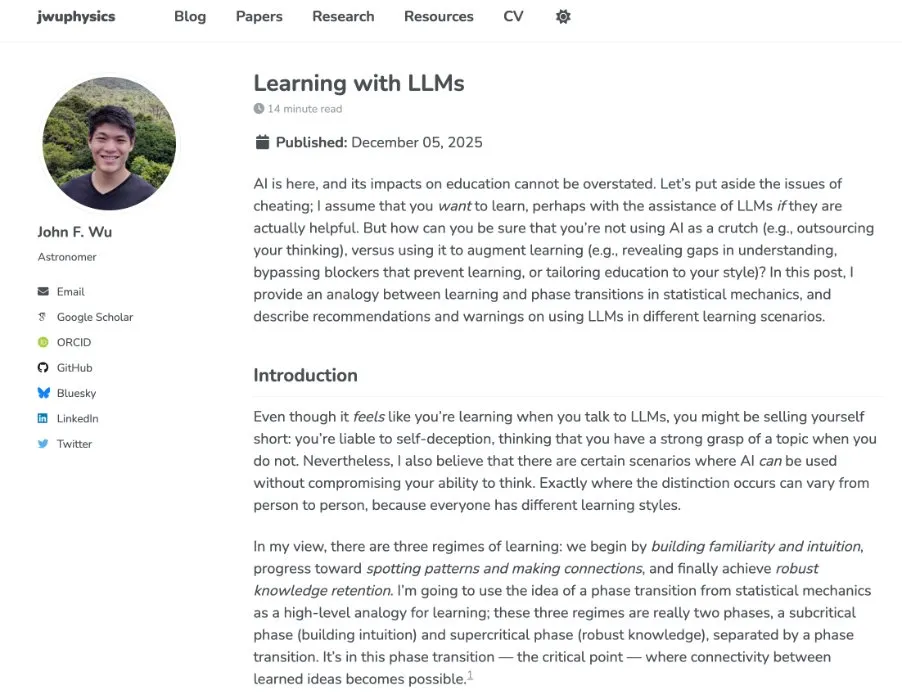 jwuphysics
Blog
Papers
Research
Resources
CV
John F. Wu
Astronomer
Email
Google Scholar
ORCID
GitHub
Bluesky
LinkedIn
Twitter
Learning with LLMs
14 minute read
Published: December 05, 2025
AI is here, and its impacts on education cannot be overstated. Let’s put aside the issues of
cheating; I assume that you want to learn, perhaps with the assistance of LLMs if they are
actually helpful. But how can you be sure that you’re not using AI as a crutch (e.g., outsourcing
your thinking), versus using it to augment learning (e.g., revealing gaps in understanding,
bypassing blockers that prevent learning, or tailoring education to your style)? In this post, I
provide an analogy between learning and phase transitions in statistical mechanics, and
describe recommendations and warnings on using LLMs in different learning scenarios.
Introduction
Even though it feels like you’re learning when you talk to LLMs, you might be selling yourself
short: you’re liable to self-deception, thinking that you have a strong grasp of a topic when you
do not. Nevertheless, I also believe that there are certain scenarios where AI can be used
without compromising your ability to think. Exactly where the distinction occurs can vary from
person to person, because everyone has different learning styles.
In my view, there are three regimes of learning: we begin by building familiarity and intuition,
progress toward spotting patterns and making connections, and finally achieve robust
knowledge retention. I’m going to use the idea of a phase transition from statistical mechanics
as a high-level analogy for learning; these three regimes are really two phases, a subcritical
phase (building intuition) and supercritical phase (robust knowledge), separated by a phase
transition. It’s in this phase transition — the critical point — where connectivity between
learned ideas becomes possible.1